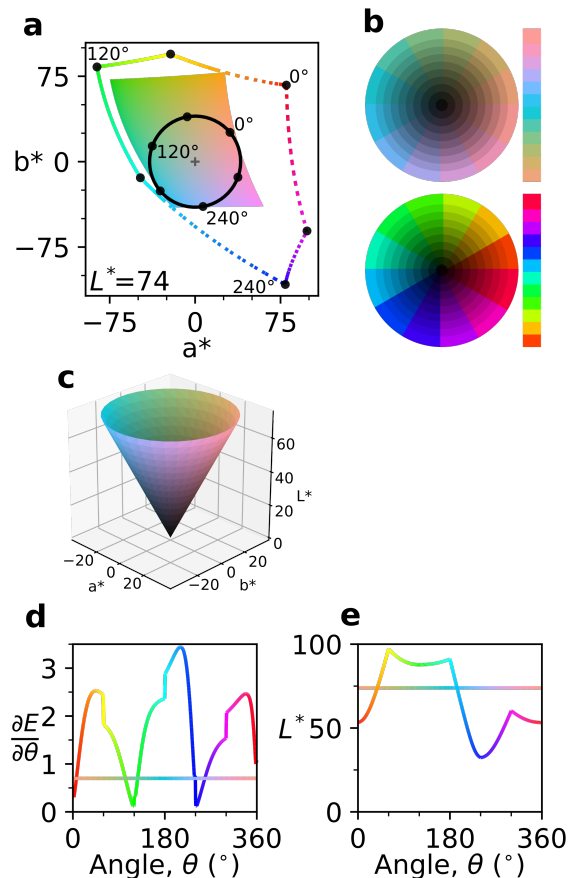 a
b
120°
0°
75
0°
b* 0
120°
240°
−75
240°
L*=74
−75 0 75
a*
c
60
40
20
0
L*
−20 0 20
a*
−20 0 20
b*
d
e
3
2
1
0
∂E
∂θ
0 180 360
Angle, θ (°)
100
L* 50
0
0 180 360
Angle, θ (°)